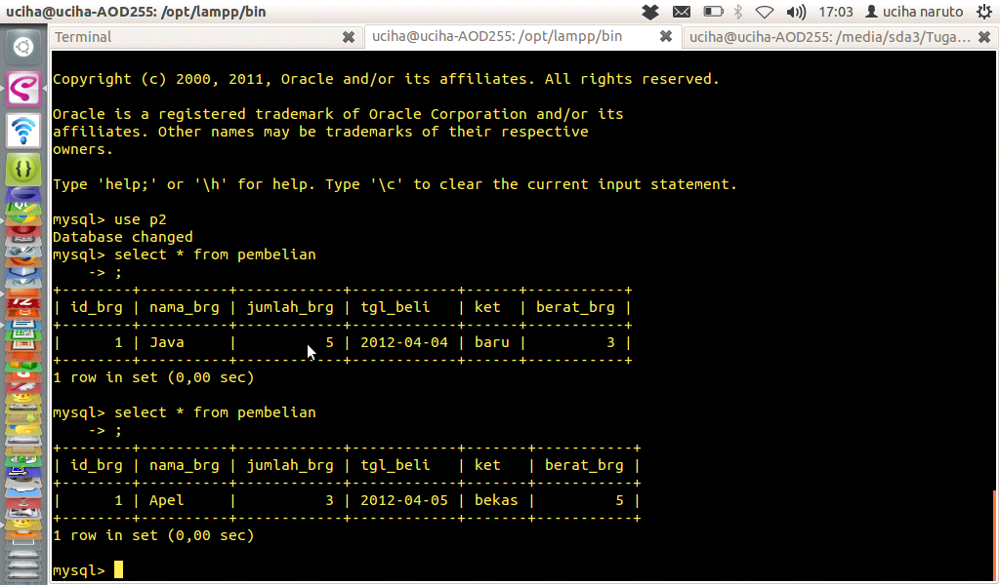 uciha@uciha-AOD255: /opt/lampp/bin
17:03 uciha naruto
Terminal
uciha@uciha-AOD255: /opt/lampp/bin
uciha@uciha-AOD255: /media/sda3/Tuga...
Copyright (c) 2000, 2011, Oracle and/or its affiliates. All rights reserved.
Oracle is a registered trademark of Oracle Corporation and/or its
affiliates. Other names may be trademarks of their respective
owners.
Type 'help;' or '\h' for help. Type '\c' to clear the current input statement.
mysql> use p2
Database changed
mysql> select * from pembelian
    -> ;
+--------+----------+------------+------------+------+-----------+
| id_brg | nama_brg | jumlah_brg | tgl_beli   | ket  | berat_brg |
+--------+----------+------------+------------+------+-----------+
|      1 | Java     |          5 | 2012-04-04 | baru |         3 |
+--------+----------+------------+------------+------+-----------+
1 row in set (0,00 sec)
mysql> select * from pembelian
    -> ;
+--------+----------+------------+------------+-------+-----------+
| id_brg | nama_brg | jumlah_brg | tgl_beli   | ket   | berat_brg |
+--------+----------+------------+------------+-------+-----------+
|      1 | Apel     |          3 | 2012-04-05 | bekas |         5 |
+--------+----------+------------+------------+-------+-----------+
1 row in set (0,00 sec)
mysql>